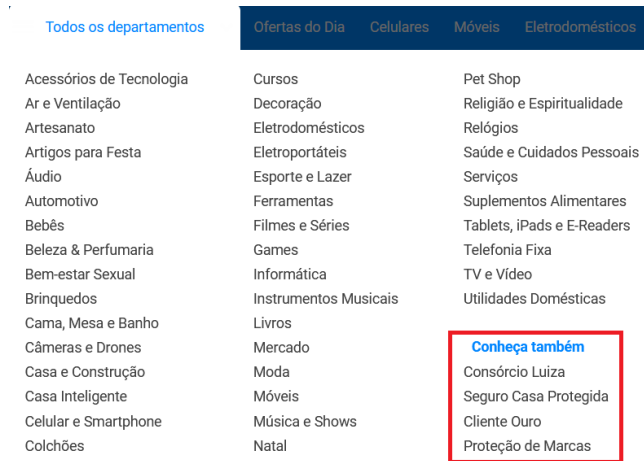 Todos os departamentos
Ofertas do Dia
Celulares
Móveis
Eletrodomésticos
Acessórios de Tecnologia
Ar e Ventilação
Artesanato
Artigos para Festa
Áudio
Automotivo
Bebês
Beleza & Perfumaria
Bem-estar Sexual
Brinquedos
Cama, Mesa e Banho
Câmeras e Drones
Casa e Construção
Casa Inteligente
Celular e Smartphone
Colchões
Cursos
Decoração
Eletrodomésticos
Eletroportáteis
Esporte e Lazer
Ferramentas
Filmes e Séries
Games
Informática
Instrumentos Musicais
Livros
Mercado
Moda
Móveis
Música e Shows
Natal
Pet Shop
Religião e Espiritualidade
Relógios
Saúde e Cuidados Pessoais
Serviços
Suplementos Alimentares
Tablets, iPads e E-Readers
Telefonia Fixa
TV e Vídeo
Utilidades Domésticas
Conheça também
Consórcio Luiza
Seguro Casa Protegida
Cliente Ouro
Proteção de Marcas